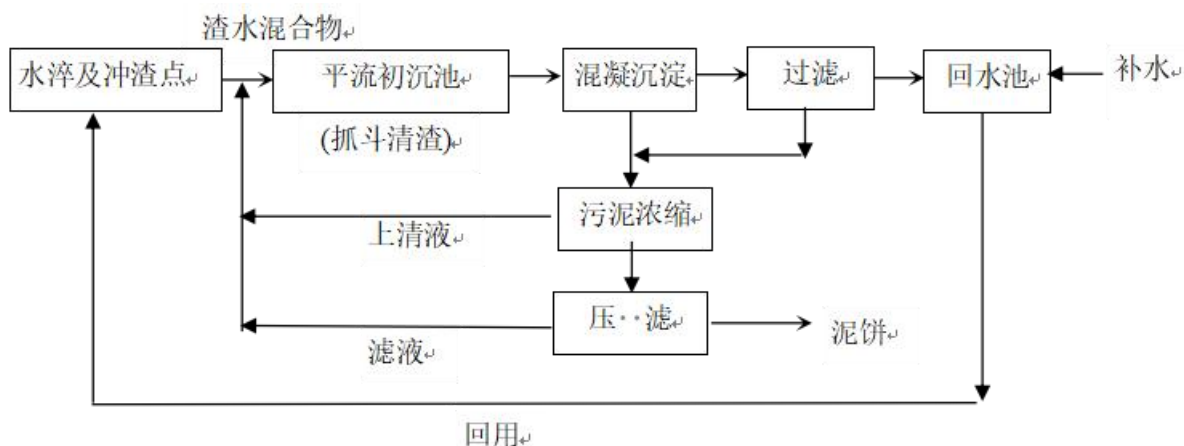 渣水混合物
水淬及冲渣点
平流初沉池
混凝沉淀
过滤
回水池
补水
(抓斗清渣)
污泥浓缩
上清液
压··滤
泥饼
滤液
回用